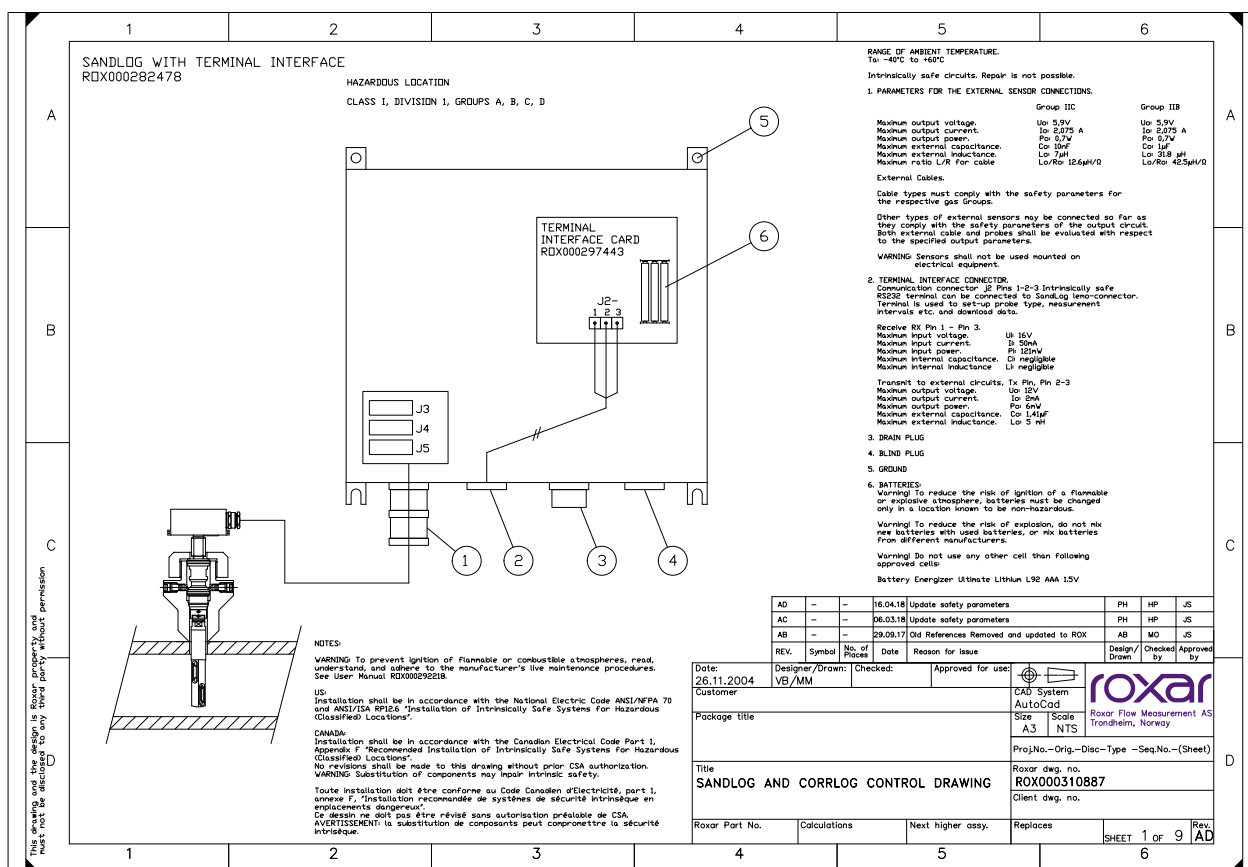 1 2 3 4 5 6
SANDLOG WITH TERMINAL INTERFACE
ROX000282478
HAZARDOUS LOCATION
CLASS I, DIVISION 1, GROUPS A, B, C, D
A
B
C
D
A
B
C
D
5
6
TERMINAL
INTERFACE CARD
ROX000297443
J2-
1 2 3
J3
J4
J5
1
2
3
4
RANGE OF AMBIENT TEMPERATURE.
Ta: -40°C to +60°C
Intrinsically safe circuits. Repair is not possible.
1. PARAMETERS FOR THE EXTERNAL SENSOR CONNECTIONS.
Group IIC Group IIB
Maximum output voltage. Uo: 5,9V Uo: 5,9V
Maximum output current. Io: 2,075 A Io: 2,075 A
Maximum output power. Po: 0,7W Po: 0,7W
Maximum external capacitance. Co: 10nF Co: 1µF
Maximum external inductance. Lo: 7µH Lo: 31.8 µH
Maximum ratio L/R for cable Lo/Ro: 12.6µH/Ω Lo/Ro: 42.5µH/Ω
External Cables.
Cable types must comply with the safety parameters for
the respective gas Groups.
Other types of external sensors may be connected so far as
they comply with the safety parameters of the output circuit.
Both external cable and probes shall be evaluated with respect
to the specified output parameters.
WARNING: Sensors shall not be used mounted on
electrical equipment.
2. TERMINAL INTERFACE CONNECTOR.
Communication connector j2 Pins 1-2-3 Intrinsically safe
RS232 terminal can be connected to SandLog lemo-connector.
Terminal is used to set-up probe type, measurement
intervals etc. and download data.
Receive RX Pin 1 - Pin 3.
Maximum input voltage. Ui: 16V
Maximum input current. Ii: 50mA
Maximum input power. Pi: 121mW
Maximum internal capacitance. Ci: negligible
Maximum internal inductance Li: negligible
Transmit to external circuits, Tx Pin, Pin 2-3
Maximum output voltage. Uo: 12V
Maximum output current. Io: 2mA
Maximum output power. Po: 6mW
Maximum external capacitance. Co: 1,41µF
Maximum external inductance. Lo: 5 mH
3. DRAIN PLUG
4. BLIND PLUG
5. GROUND
6. BATTERIES:
Warning! To reduce the risk of ignition of a flammable
or explosive atmosphere, batteries must be changed
only in a location known to be non-hazardous.
Warning! To reduce the risk of explosion, do not mix
new batteries with used batteries, or mix batteries
from different manufacturers.
Warning! Do not use any other cell than following
approved cells:
Battery Energizer Ultimate Lithium L92 AAA 1.5V
NOTES:
WARNING: To prevent ignition of flammable or combustible atmospheres, read,
understand, and adhere to the manufacturer's live maintenance procedures.
See User Manual ROX000292218.
US:
Installation shall be in accordance with the National Electric Code ANSI/NFPA 70
and ANSI/ISA RP12.6 "Installation of Intrinsically Safe Systems for Hazardous
(Classified) Locations".
CANADA:
Installation shall be in accordance with the Canadian Electrical Code Part 1,
Appendix F "Recommended Installation of Intrinsically Safe Systems for Hazardous
(Classified) Locations".
No revisions shall be made to this drawing without prior CSA authorization.
WARNING: Substitution of components may impair intrinsic safety.
Toute installation doit être conforme au Code Canadien d'Electricité, part 1,
annexe F, "Installation recommandée de systèmes de sécurité intrinsèque en
enplacements dangereux".
Ce dessin ne doit pas être révisé sans autorisation préalable de CSA.
AVERTISSEMENT: la substitution de composants peut compromettre la sécurité
intrisèque.
This drawing and the design is Roxar property and
must not be disclosed to any third party without permission
AD - - 16.04.18 Update safety parameters PH HP JS
AC - - 06.03.18 Update safety parameters PH HP JS
AB - - 29.09.17 Old References Removed and updated to ROX AB MO JS
REV. Symbol No. of Places Date Reason for issue Design/ Drawn Checked by Approved by
Date: Designer/Drawn: Checked: Approved for use:
26.11.2004 VB/MM
Customer
CAD System
AutoCad
Package title
Size Scale
A3 NTS
roxar
Roxar Flow Measurement AS
Trondheim, Norway
Proj.No.-Orig.-Disc-Type -Seq.No.-(Sheet)
Title
SANDLOG AND CORRLOG CONTROL DRAWING
Roxar dwg. no.
ROX000310887
Client dwg. no.
Roxar Part No. Calculations Next higher assy. Replaces
SHEET 1 OF 9
Rev.
AD
1 2 3 4 5 6